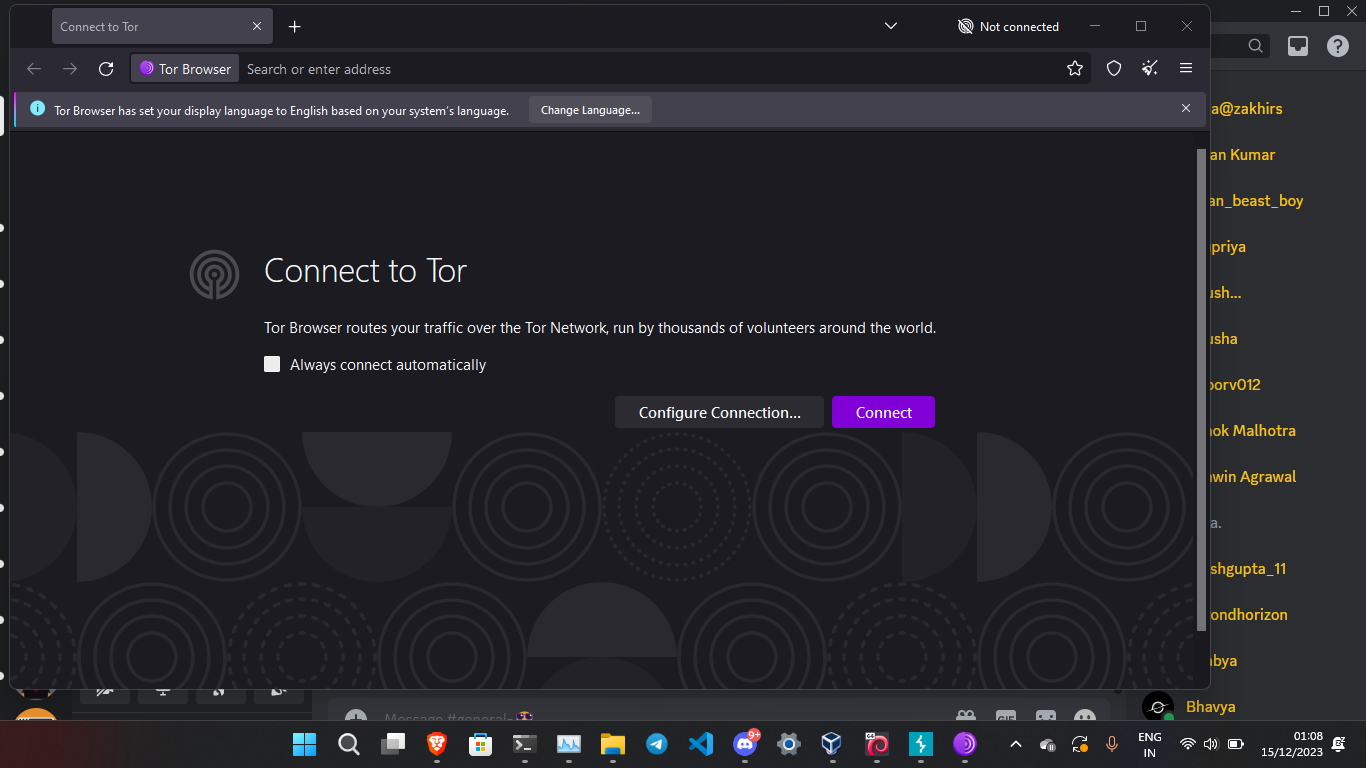 Connect to Tor
Not connected
Tor Browser
Search or enter address
Tor Browser has set your display language to English based on your system's language.
Change Language...
Connect to Tor
Tor Browser routes your traffic over the Tor Network, run by thousands of volunteers around the world.
Always connect automatically
Configure Connection...
Connect
a@zakhirs
an Kumar
an_beast_boy
priya
ush...
usha
oorv012
nok Malhotra
win Agrawal
a.
shgupta_11
ondhorizon
bya
Bhavya
Message #general-
GIF
9+
ENG
IN
01:08
15/12/2023